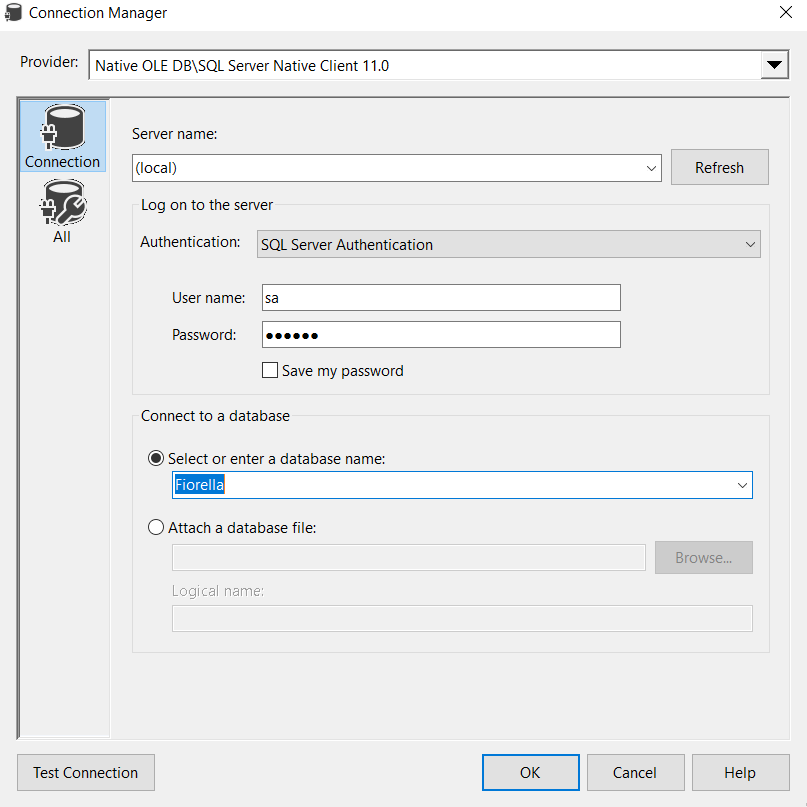 Connection Manager
Provider: Native OLE DB\SQL Server Native Client 11.0
Connection
All
Server name:
(local)
Refresh
Log on to the server
Authentication: SQL Server Authentication
User name: sa
Password: ●●●●●●
Save my password
Connect to a database
Select or enter a database name:
Fiorella
Attach a database file:
Browse...
Logical name:
Test Connection
OK
Cancel
Help